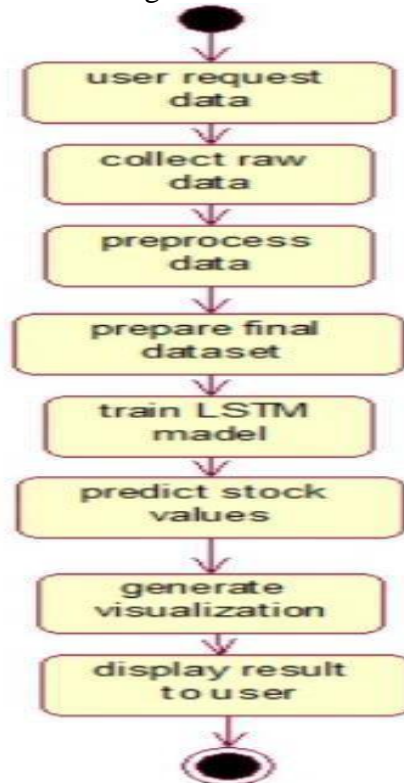 user request
data
collect raw
data
preprocess
data
prepare final
dataset
train LSTM
madel
predict stock
values
generate
visualization
display result
to user